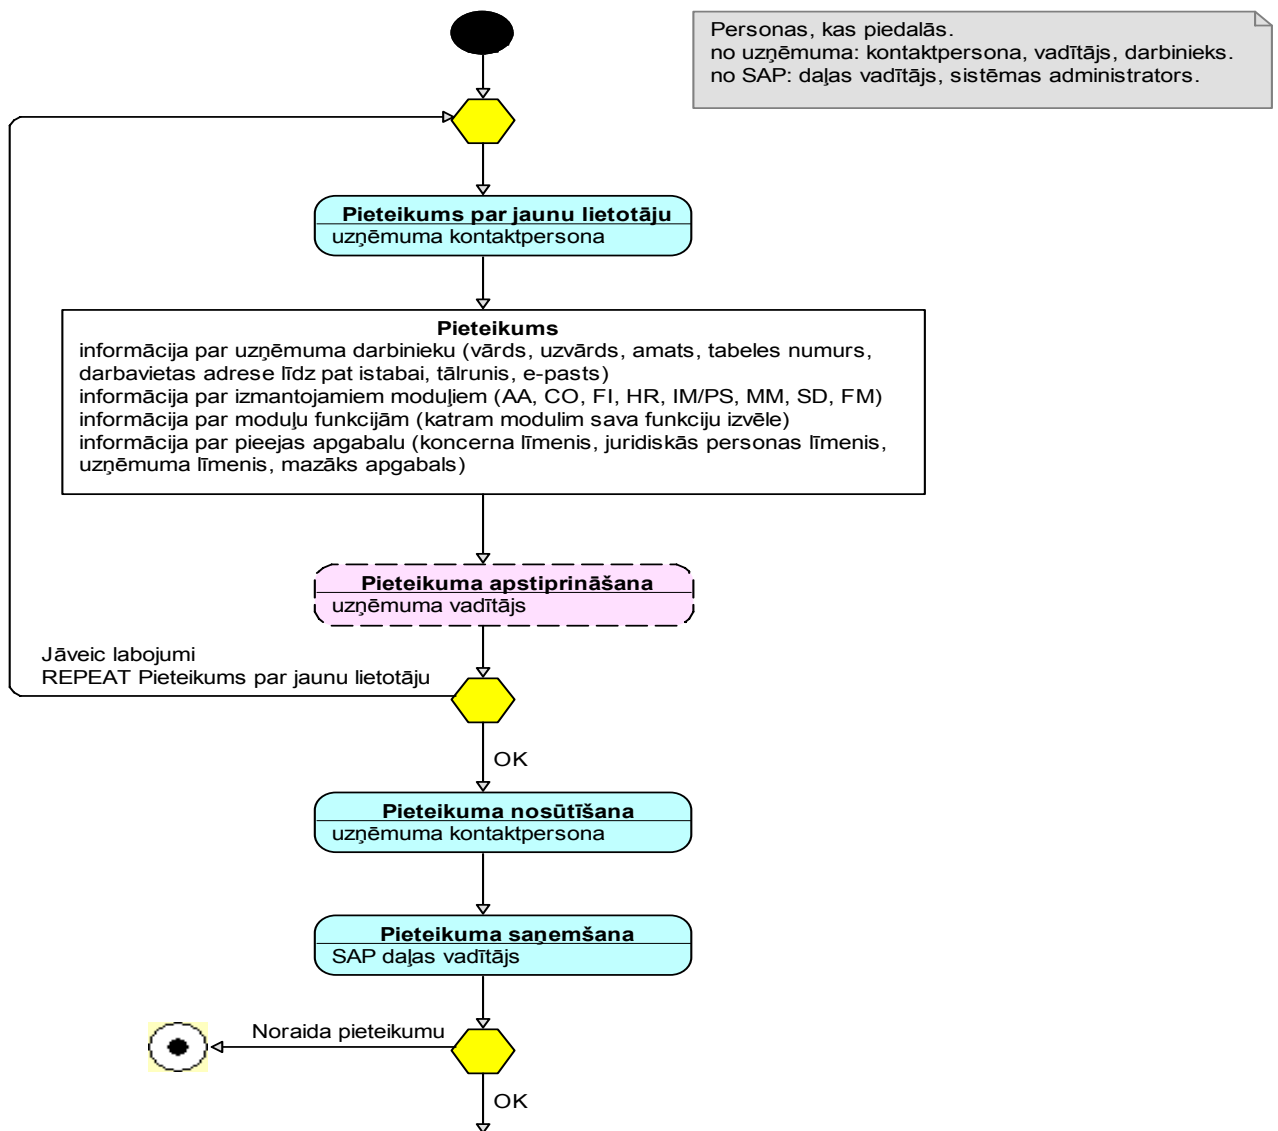 Personas, kas piedalās.
no uzņēmuma: kontaktpersona, vadītājs, darbinieks.
no SAP: daļas vadītājs, sistēmas administrators.
Pieteikums par jaunu lietotāju
uzņēmuma kontaktpersona
Pieteikums
informācija par uzņēmuma darbinieku (vārds, uzvārds, amats, tabeles numurs,
darbavietas adrese līdz pat istabai, tālrunis, e-pasts)
informācija par izmantojamiem moduļiem (AA, CO, FI, HR, IM/PS, MM, SD, FM)
informācija par moduļu funkcijām (katram modulim sava funkciju izvēle)
informācija par pieejas apgabalu (koncerna līmenis, juridiskās personas līmenis,
uzņēmuma līmenis, mazāks apgabals)
Pieteikuma apstiprināšana
uzņēmuma vadītājs
Jāveic labojumi
REPEAT Pieteikums par jaunu lietotāju
OK
Pieteikuma nosūtīšana
uzņēmuma kontaktpersona
Pieteikuma saņemšana
SAP daļas vadītājs
Noraida pieteikumu
OK